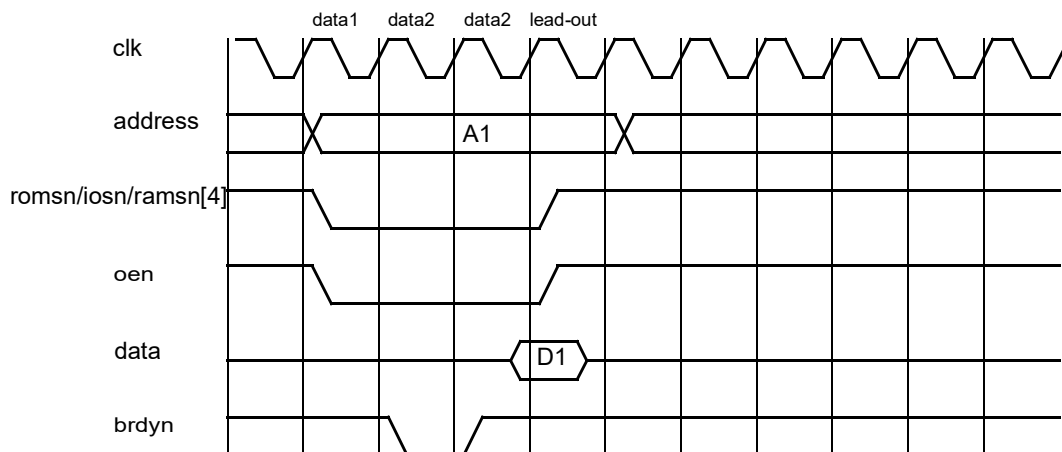 data1 data2 data2 lead-out
clk
address
A1
romsn/iosn/ramsn[4]
oen
data
D1
brdyn